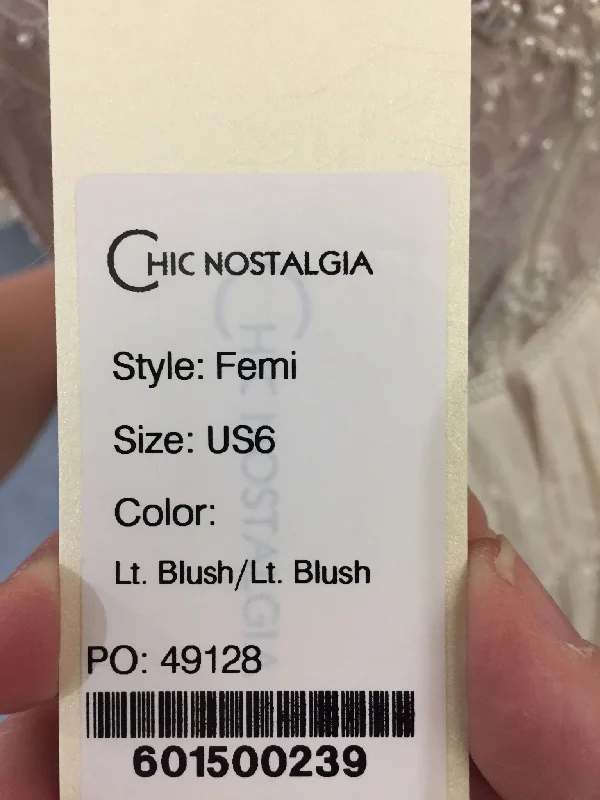 CHIC NOSTALGIA
Style: Femi
Size: US6
Color:
Lt. Blush/Lt. Blush
PO: 49128
601500239